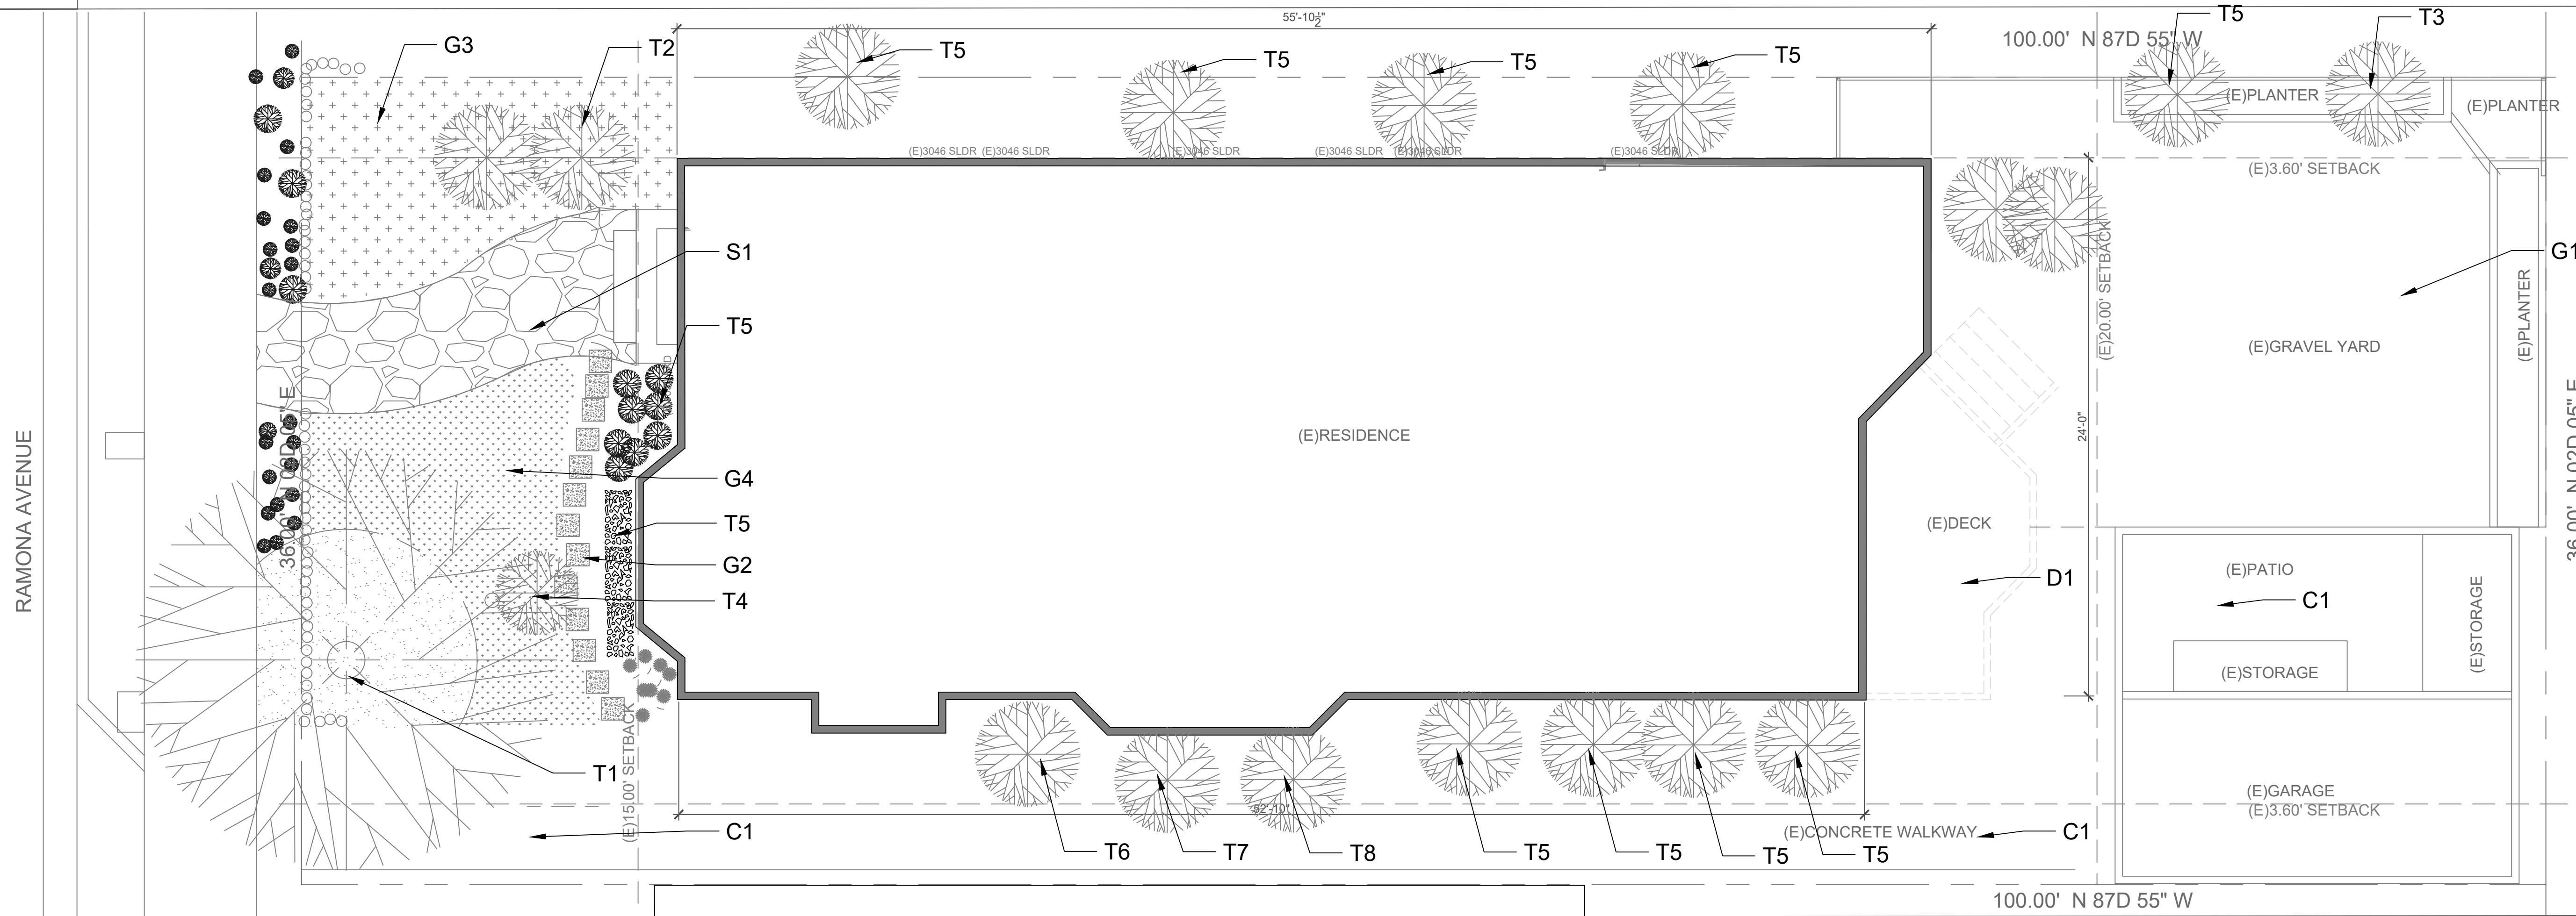 55'-10½"
G3
T2
T5
T5
T5
T5
T5
T3
100.00'  N 87D 55" W
(E)PLANTER
(E)PLANTER
(E)3046 SLDR
(E)3046 SLDR
(E)3046 SLDR
(E)3046 SLDR
(E)3046 SLDR
(E)3046 SLDR
(E)3.60' SETBACK
S1
G1
(E)20.00' SETBACK
(E)PLANTER
T5
(E)GRAVEL YARD
36.00'  N 02D 05" E
36.00'  N 02D 05" E
RAMONA AVENUE
(E)RESIDENCE
24'-0"
G4
T5
(E)DECK
G2
(E)PATIO
D1
T4
C1
(E)STORAGE
(E)STORAGE
T1
(E)15.00' SETBACK
(E)GARAGE
52'-10"
(E)3.60' SETBACK
C1
(E)CONCRETE WALKWAY
C1
T6
T7
T8
T5
T5
T5
T5
100.00'  N 87D 55" W